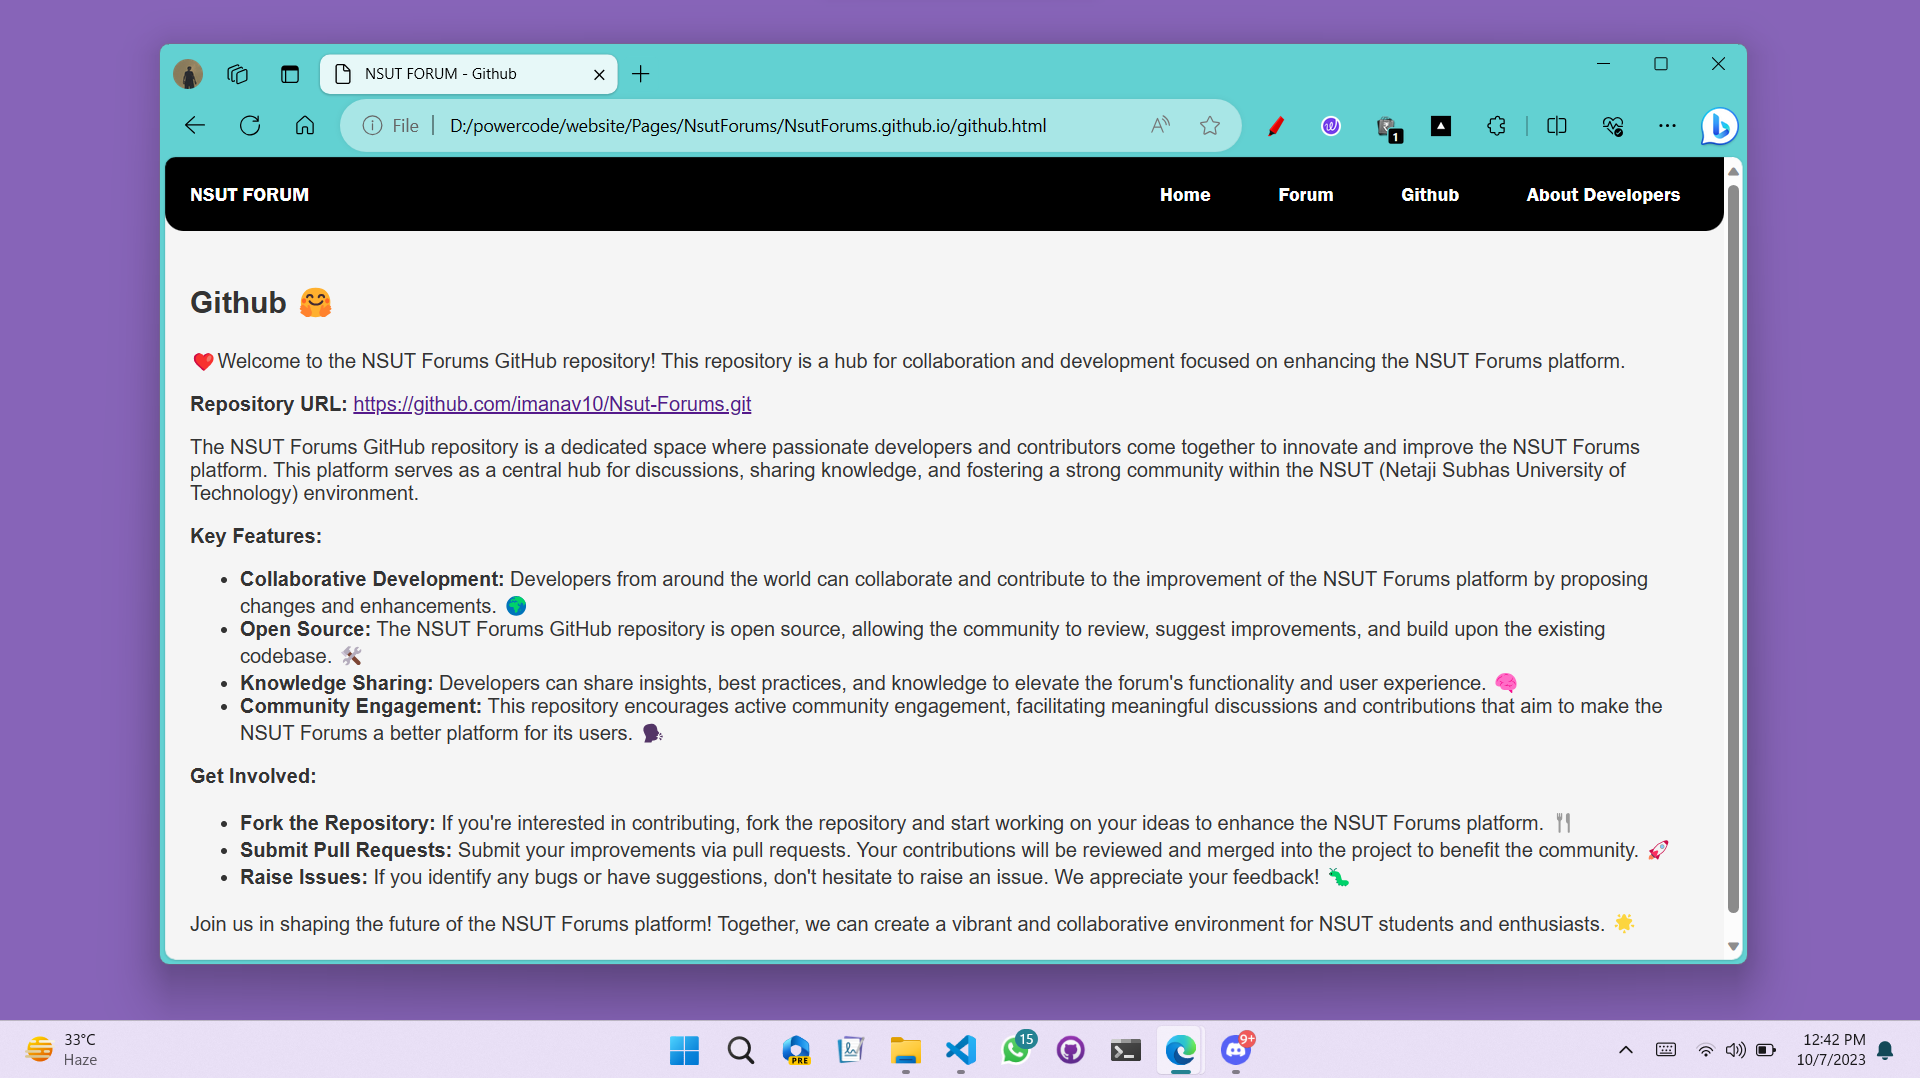 NSUT FORUM - Github
File
D:/powercode/website/Pages/NsutForums/NsutForums.github.io/github.html
1
NSUT FORUM
Home
Forum
Github
About Developers
Github 🤗
❤️Welcome to the NSUT Forums GitHub repository! This repository is a hub for collaboration and development focused on enhancing the NSUT Forums platform.
Repository URL: https://github.com/imanav10/Nsut-Forums.git
The NSUT Forums GitHub repository is a dedicated space where passionate developers and contributors come together to innovate and improve the NSUT Forums
platform. This platform serves as a central hub for discussions, sharing knowledge, and fostering a strong community within the NSUT (Netaji Subhas University of
Technology) environment.
Key Features:
• Collaborative Development: Developers from around the world can collaborate and contribute to the improvement of the NSUT Forums platform by proposing
changes and enhancements. 🌍
• Open Source: The NSUT Forums GitHub repository is open source, allowing the community to review, suggest improvements, and build upon the existing
codebase. 🛠️
• Knowledge Sharing: Developers can share insights, best practices, and knowledge to elevate the forum's functionality and user experience. 🧠
• Community Engagement: This repository encourages active community engagement, facilitating meaningful discussions and contributions that aim to make the
NSUT Forums a better platform for its users. 🗣️
Get Involved:
• Fork the Repository: If you're interested in contributing, fork the repository and start working on your ideas to enhance the NSUT Forums platform. 🍴
• Submit Pull Requests: Submit your improvements via pull requests. Your contributions will be reviewed and merged into the project to benefit the community. 🚀
• Raise Issues: If you identify any bugs or have suggestions, don't hesitate to raise an issue. We appreciate your feedback! 🐛
Join us in shaping the future of the NSUT Forums platform! Together, we can create a vibrant and collaborative environment for NSUT students and enthusiasts. 🌟
33°C
Haze
PRE
15
9+
12:42 PM
10/7/2023